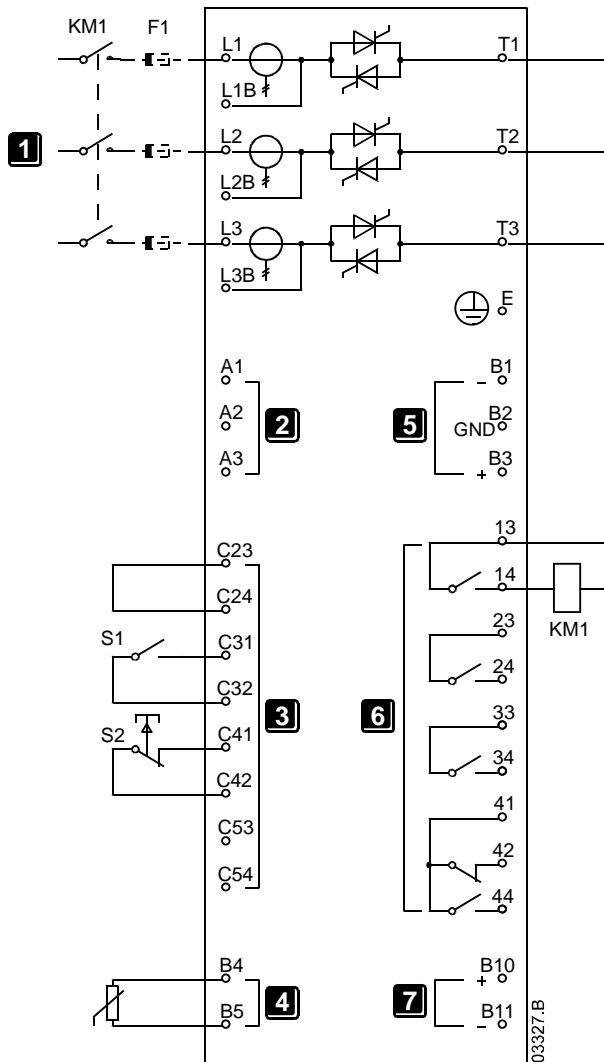 KM1 F1 L1 T1
L1B
1 L2 T2
L2B
L3 T3
L3B
E
A1 B1
−
A2 2 5 B2
GND
A3 B3
+
C23 13
C24 14
KM1
S1 C31 23
C32 24
3 6
S2 C41 33
C42 34
C53 41
C54 42
44
B4 B10
+
4 7
B5 B11
−
03327.B